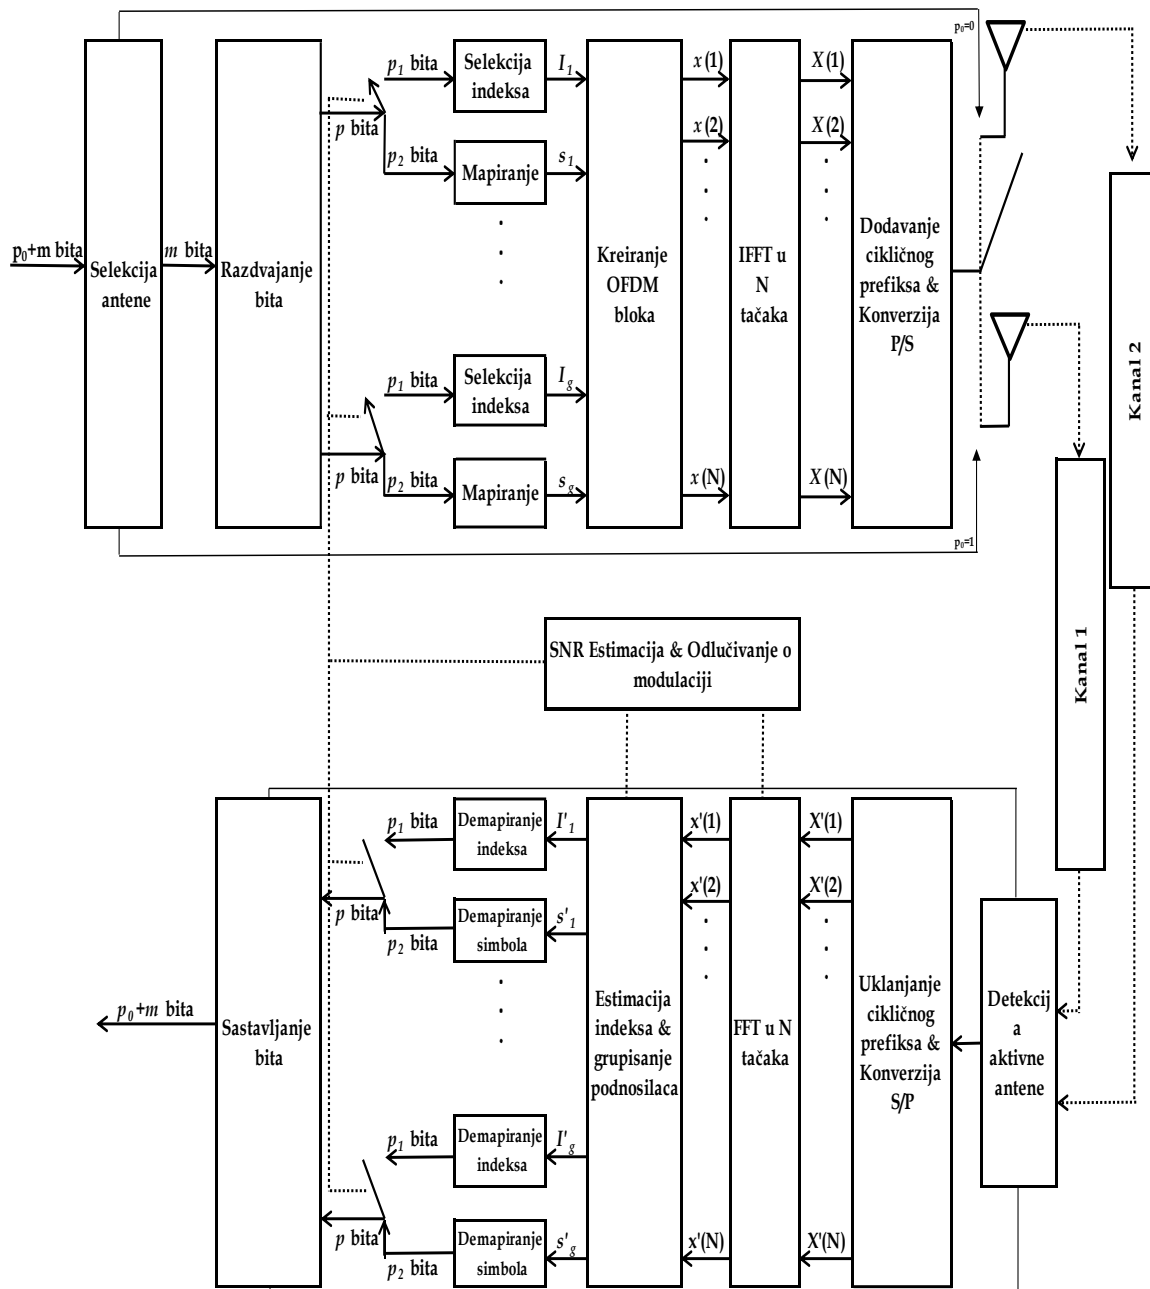 p₀=0
p₀+m bita
Selekcija
antene
m bita
Razdvajanje
bita
p bita
p₁ bita
Selekcija
indeksa
I₁
p₂ bita
Mapiranje
s₁
p bita
p₁ bita
Selekcija
indeksa
I g
p₂ bita
Mapiranje
s g
Kreiranje
OFDM
bloka
x (1)
x (2)
x (N)
IFFT u
N
tačaka
X (1)
X (2)
X (N)
Dodavanje
cikličnog
prefiksa &
Konverzija
P/S
p₀=1
Kanal 2
Kanal 1
SNR Estimacija & Odlučivanje o
modulaciji
p₀+m bita
Sastavljanje
bita
p bita
p₁ bita
Demapiranje
indeksa
I'₁
p₂ bita
Demapiranje
simbola
s'₁
p bita
p₁ bita
Demapiranje
indeksa
I' g
p₂ bita
Demapiranje
simbola
s' g
Estimacija
indeksa &
grupisanje
podnosilaca
x'(1)
x'(2)
x'(N)
FFT u N
tačaka
X'(1)
X'(2)
X'(N)
Uklanjanje
cikličnog
prefiksa &
Konverzija
S/P
Detekcij
a
aktivne
antene